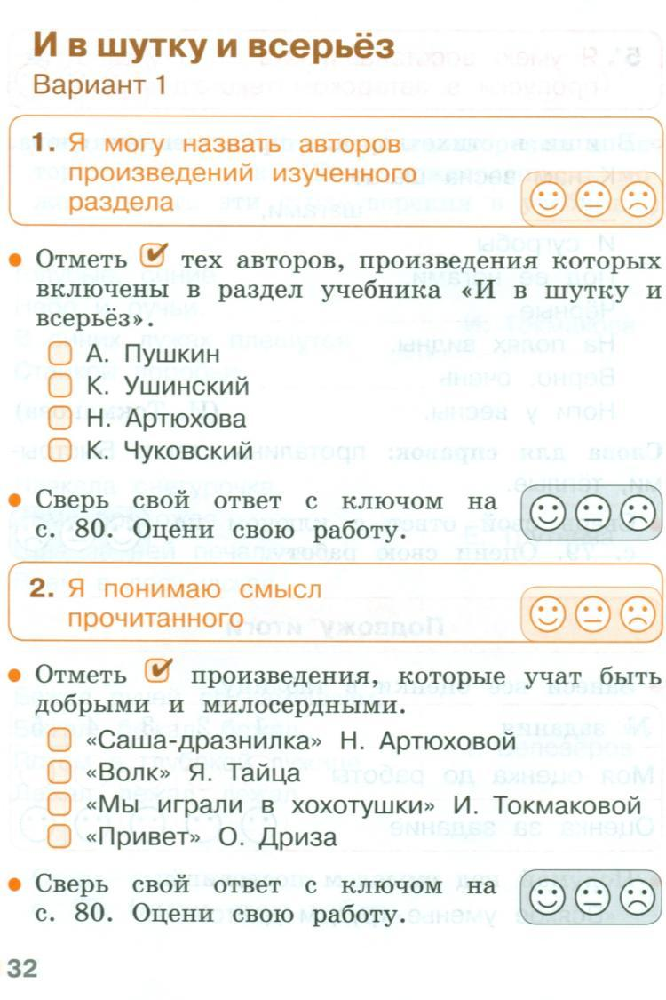 И в шутку и всерьёз
Вариант 1
1. Я могу назвать авторов
произведений изученного
раздела
• Отметь ✔ тех авторов, произведения которых
включены в раздел учебника «И в шутку и
всерьёз».
А. Пушкин
К. Ушинский
Н. Артюхова
К. Чуковский
• Сверь свой ответ с ключом на
с. 80. Оцени свою работу.
2. Я понимаю смысл
прочитанного
• Отметь ✔ произведения, которые учат быть
добрыми и милосердными.
«Саша-дразнилка» Н. Артюховой
«Волк» Я. Тайца
«Мы играли в хохотушки» И. Токмаковой
«Привет» О. Дриза
• Сверь свой ответ с ключом на
с. 80. Оцени свою работу.
32